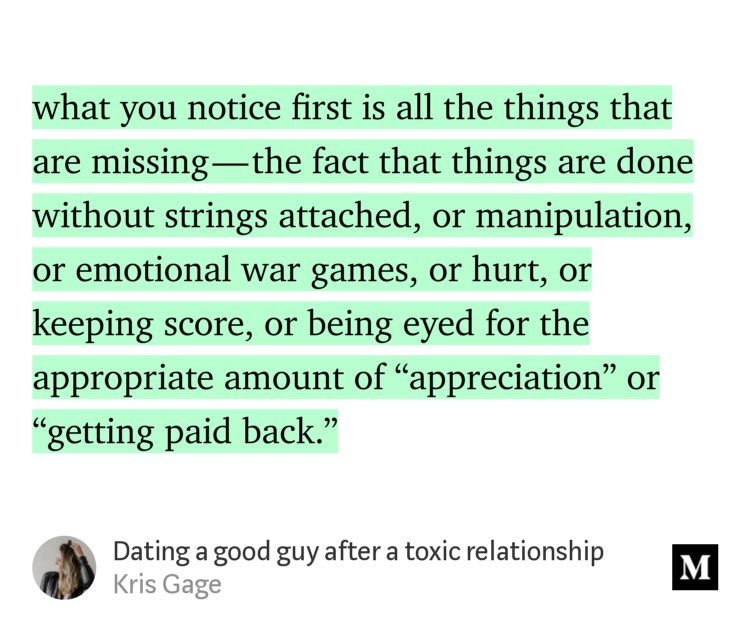 what you notice first is all the things that
are missing — the fact that things are done
without strings attached, or manipulation,
or emotional war games, or hurt, or
keeping score, or being eyed for the
appropriate amount of “appreciation” or
“getting paid back.”
Dating a good guy after a toxic relationship
Kris Gage
M